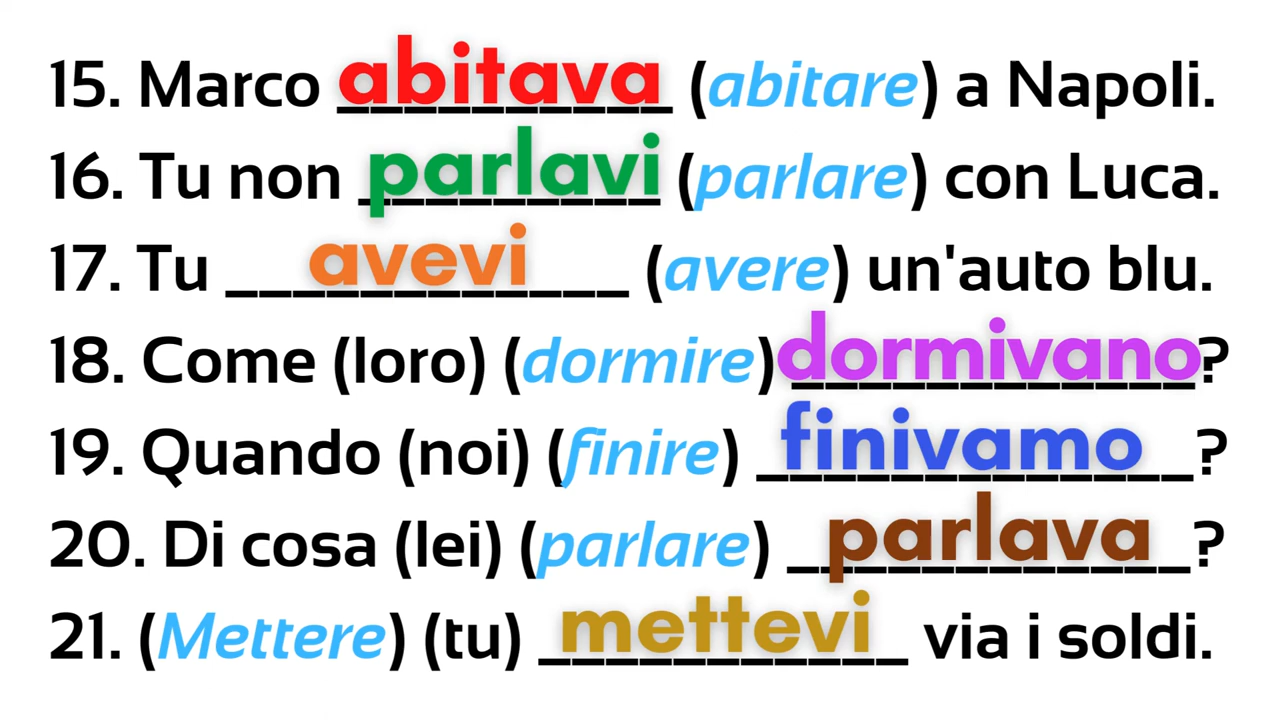 15. Marco abitava (abitare) a Napoli.
16. Tu non parlavi (parlare) con Luca.
17. Tu avevi (avere) un'auto blu.
18. Come (loro) (dormire) dormivano?
19. Quando (noi) (finire) finivamo?
20. Di cosa (lei) (parlare) parlava?
21. (Mettere) (tu) mettevi via i soldi.